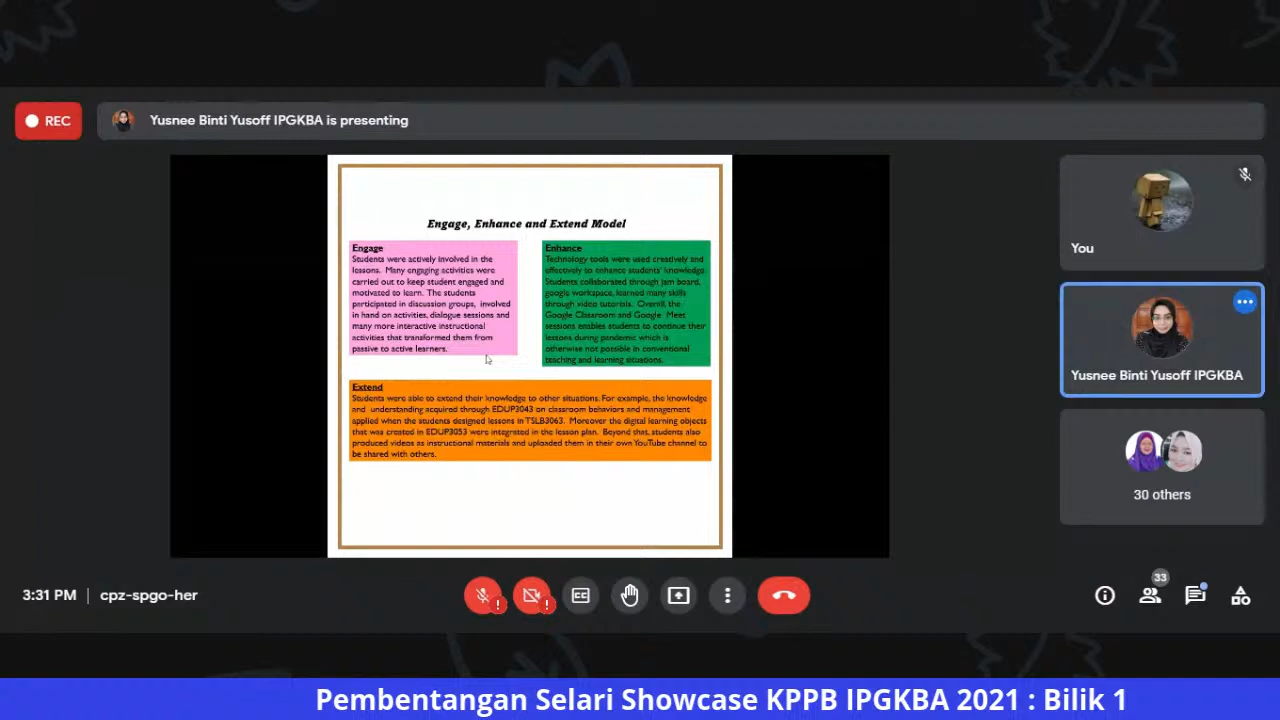 REC
Yusnee Binti Yusoff IPGKBA is presenting
Engage, Enhance and Extend Model
Engage
Students were actively involved in the
lessons. Many engaging activities were
carried out to keep student engaged and
motivated to learn. The students
perticipated in discussion groups, involved
in hand on activities, dialogue sessions and
many more interactive instructional
activities that transformed them from
passive to active learners.
Enhance
Technology tools were used creatively and
effectively to enhance students' knowledge
Students collaborated through jam board,
google workspace, learned many skills
through video tutorials. Overall, the
Google Classroom and Google Meet
sessions enables students to continue their
lessons during pandemic which is
otherwise not possible in conventional
teaching and learning situations.
Extend
Students were able to extend their knowledge to other situations. For example, the knowledge
and understanding acquired through EDUP3043 on classroom behaviors and management
applied when the students designed lessons in TSLB3063. Moreover the digital learning objects
that was created in EDUP3053 were integrated in the lesson plan. Beyond that, students also
produced videos as instructional materials and uploaded them in their own YouTube channel to
be shared with others.
You
Yusnee Binti Yusoff IPGKBA
30 others
3:31 PM | cpz-spgo-her
CC
33
Pembentangan Selari Showcase KPPB IPGKBA 2021 : Bilik 1